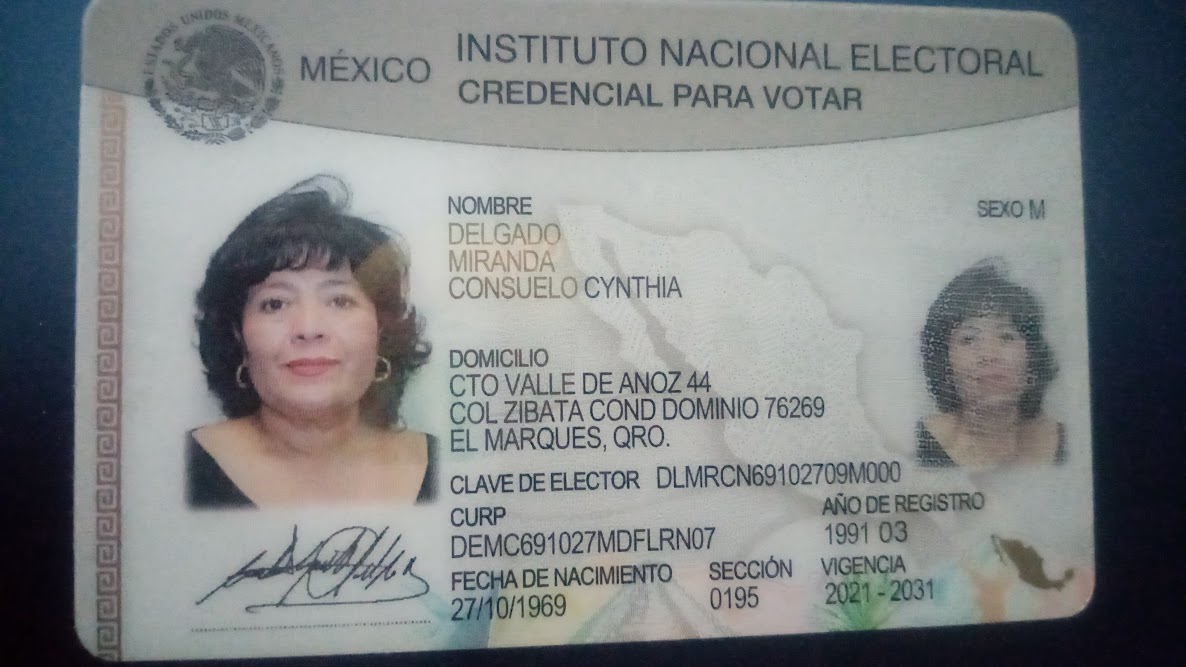 ESTADOS UNIDOS MEXICANOS
MÉXICO
INSTITUTO NACIONAL ELECTORAL
CREDENCIAL PARA VOTAR
NOMBRE
SEXO M
DELGADO
MIRANDA
CONSUELO CYNTHIA
DOMICILIO
CTO VALLE DE ANOZ 44
COL ZIBATA COND DOMINIO 76269
EL MARQUES, QRO.
CLAVE DE ELECTOR DLMRCN69102709M000
CURP
DEMC691027MDFLRN07
AÑO DE REGISTRO
1991 03
FECHA DE NACIMIENTO
27/10/1969
SECCIÓN
0195
VIGENCIA
2021 - 2031